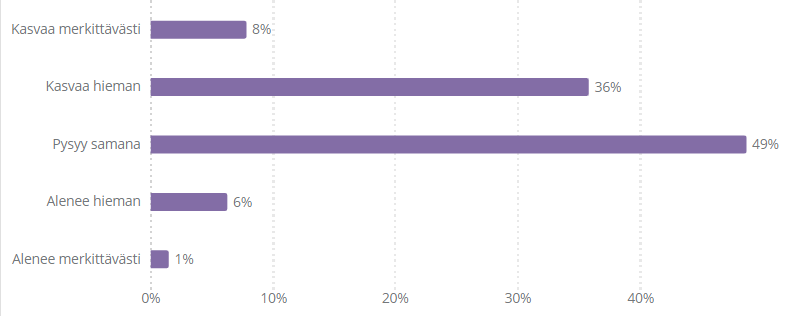 Kasvaa merkittävästi 8%
Kasvaa hieman 36%
Pysyy samana 49%
Alenee hieman 6%
Alenee merkittävästi 1%
0% 10% 20% 30% 40%